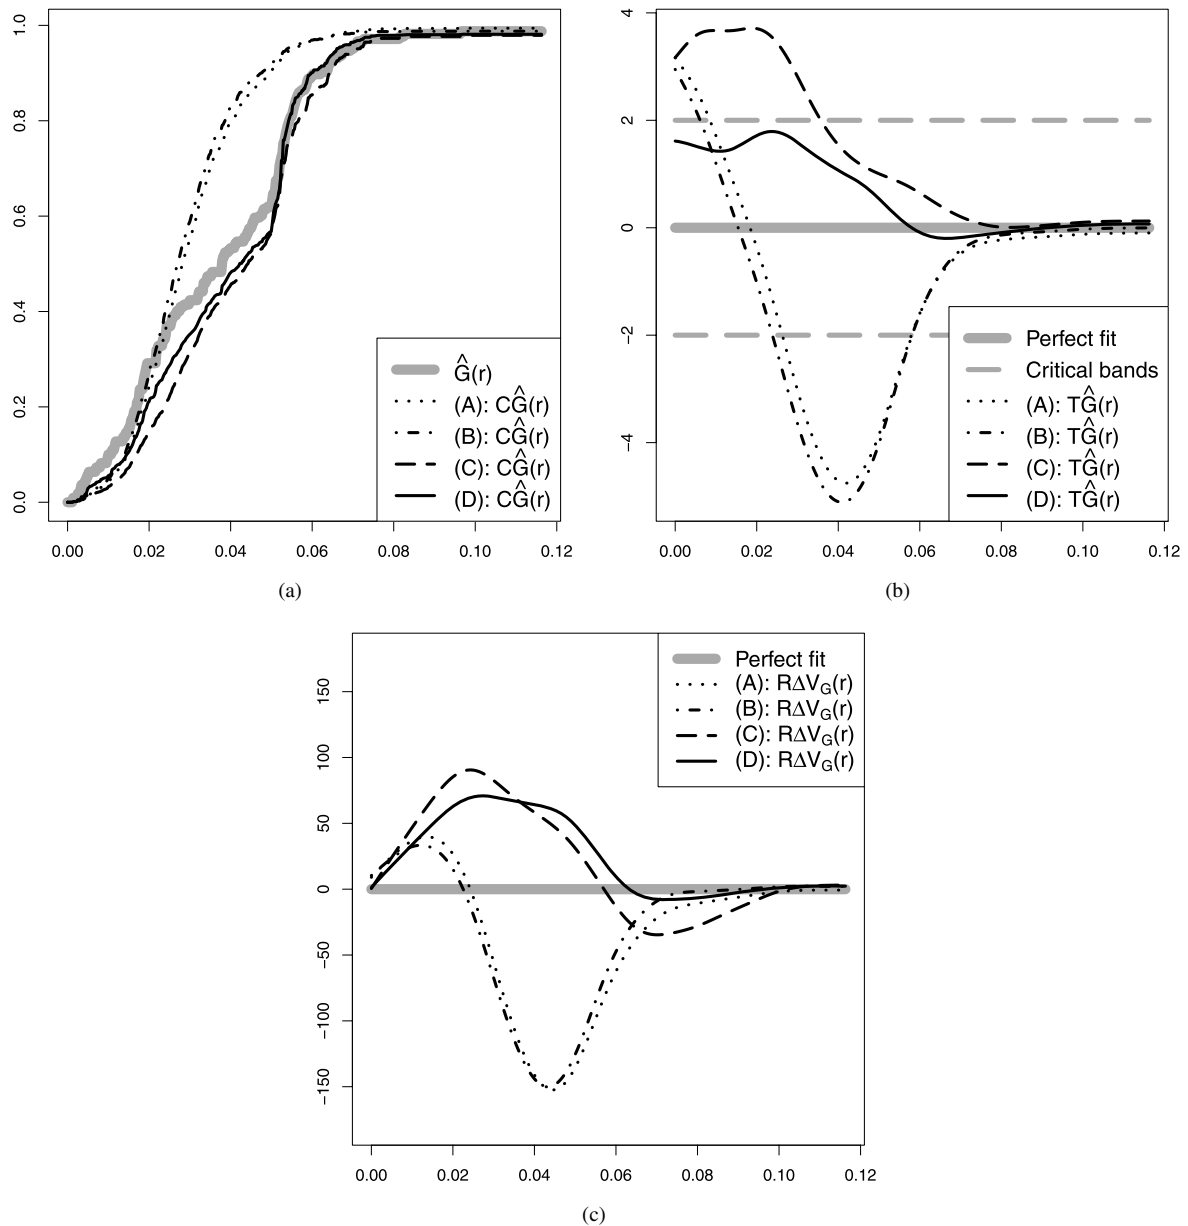 1.0
0.8
0.6
0.4
0.2
0.0
0.00 0.02 0.04 0.06 0.08 0.10 0.12
Ĝ(r)
(A): CĜ(r)
(B): CĜ(r)
(C): CĜ(r)
(D): CĜ(r)
(a)
4
2
0
−2
−4
0.00 0.02 0.04 0.06 0.08 0.10 0.12
Perfect fit
Critical bands
(A): TĜ(r)
(B): TĜ(r)
(C): TĜ(r)
(D): TĜ(r)
(b)
150
100
50
0
−50
−100
−150
0.00 0.02 0.04 0.06 0.08 0.10 0.12
Perfect fit
(A): RΔV_G(r)
(B): RΔV_G(r)
(C): RΔV_G(r)
(D): RΔV_G(r)
(c)